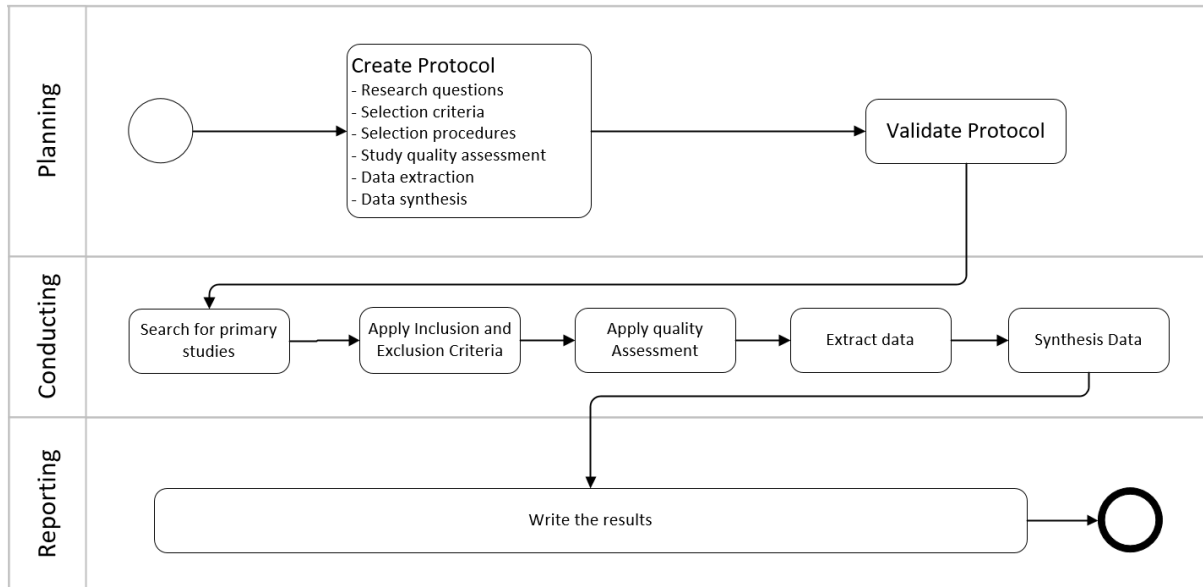 Planning
Create Protocol
- Research questions
- Selection criteria
- Selection procedures
- Study quality assessment
- Data extraction
- Data synthesis
Validate Protocol
Conducting
Search for primary
studies
Apply Inclusion and
Exclusion Criteria
Apply quality
Assessment
Extract data
Synthesis Data
Reporting
Write the results